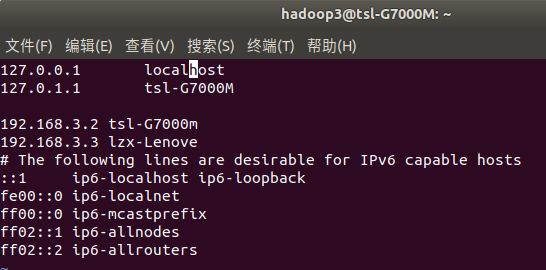 hadoop3@tsl-G7000M: ~
文件(F) 编辑(E) 查看(V) 搜索(S) 终端(T) 帮助(H)
127.0.0.1 localhost
127.0.1.1 tsl-G7000M
192.168.3.2 tsl-G7000m
192.168.3.3 lzx-Lenove
# The following lines are desirable for IPv6 capable hosts
::1 ip6-localhost ip6-loopback
fe00::0 ip6-localnet
ff00::0 ip6-mcastprefix
ff02::1 ip6-allnodes
ff02::2 ip6-allrouters
~